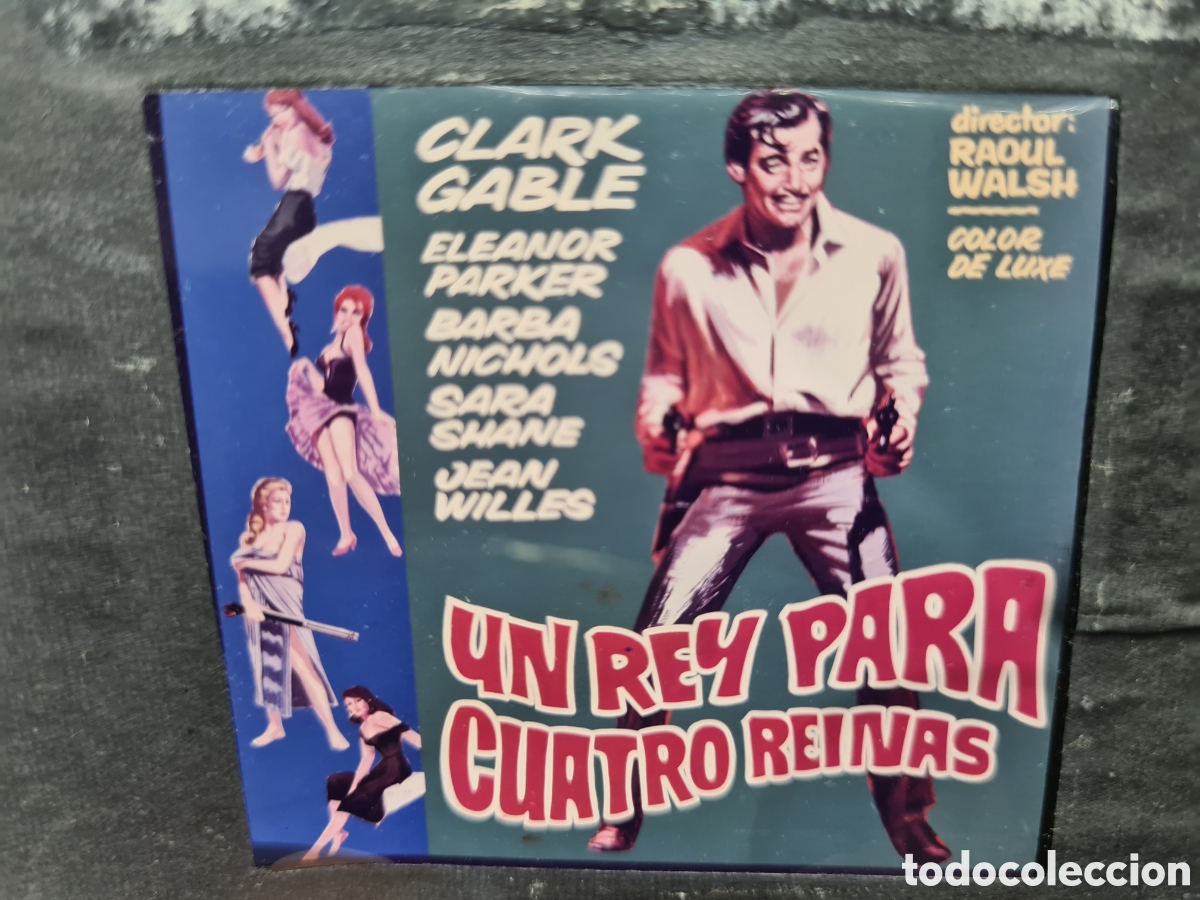 CLARK
GABLE
ELEANOR
PARKER
BARBA
NICHOLS
SARA
SHANE
JEAN
WILLES
director:
RAOUL
WALSH
COLOR
DE LUXE
UN REY PARA
CUATRO REINAS
todocoleccion